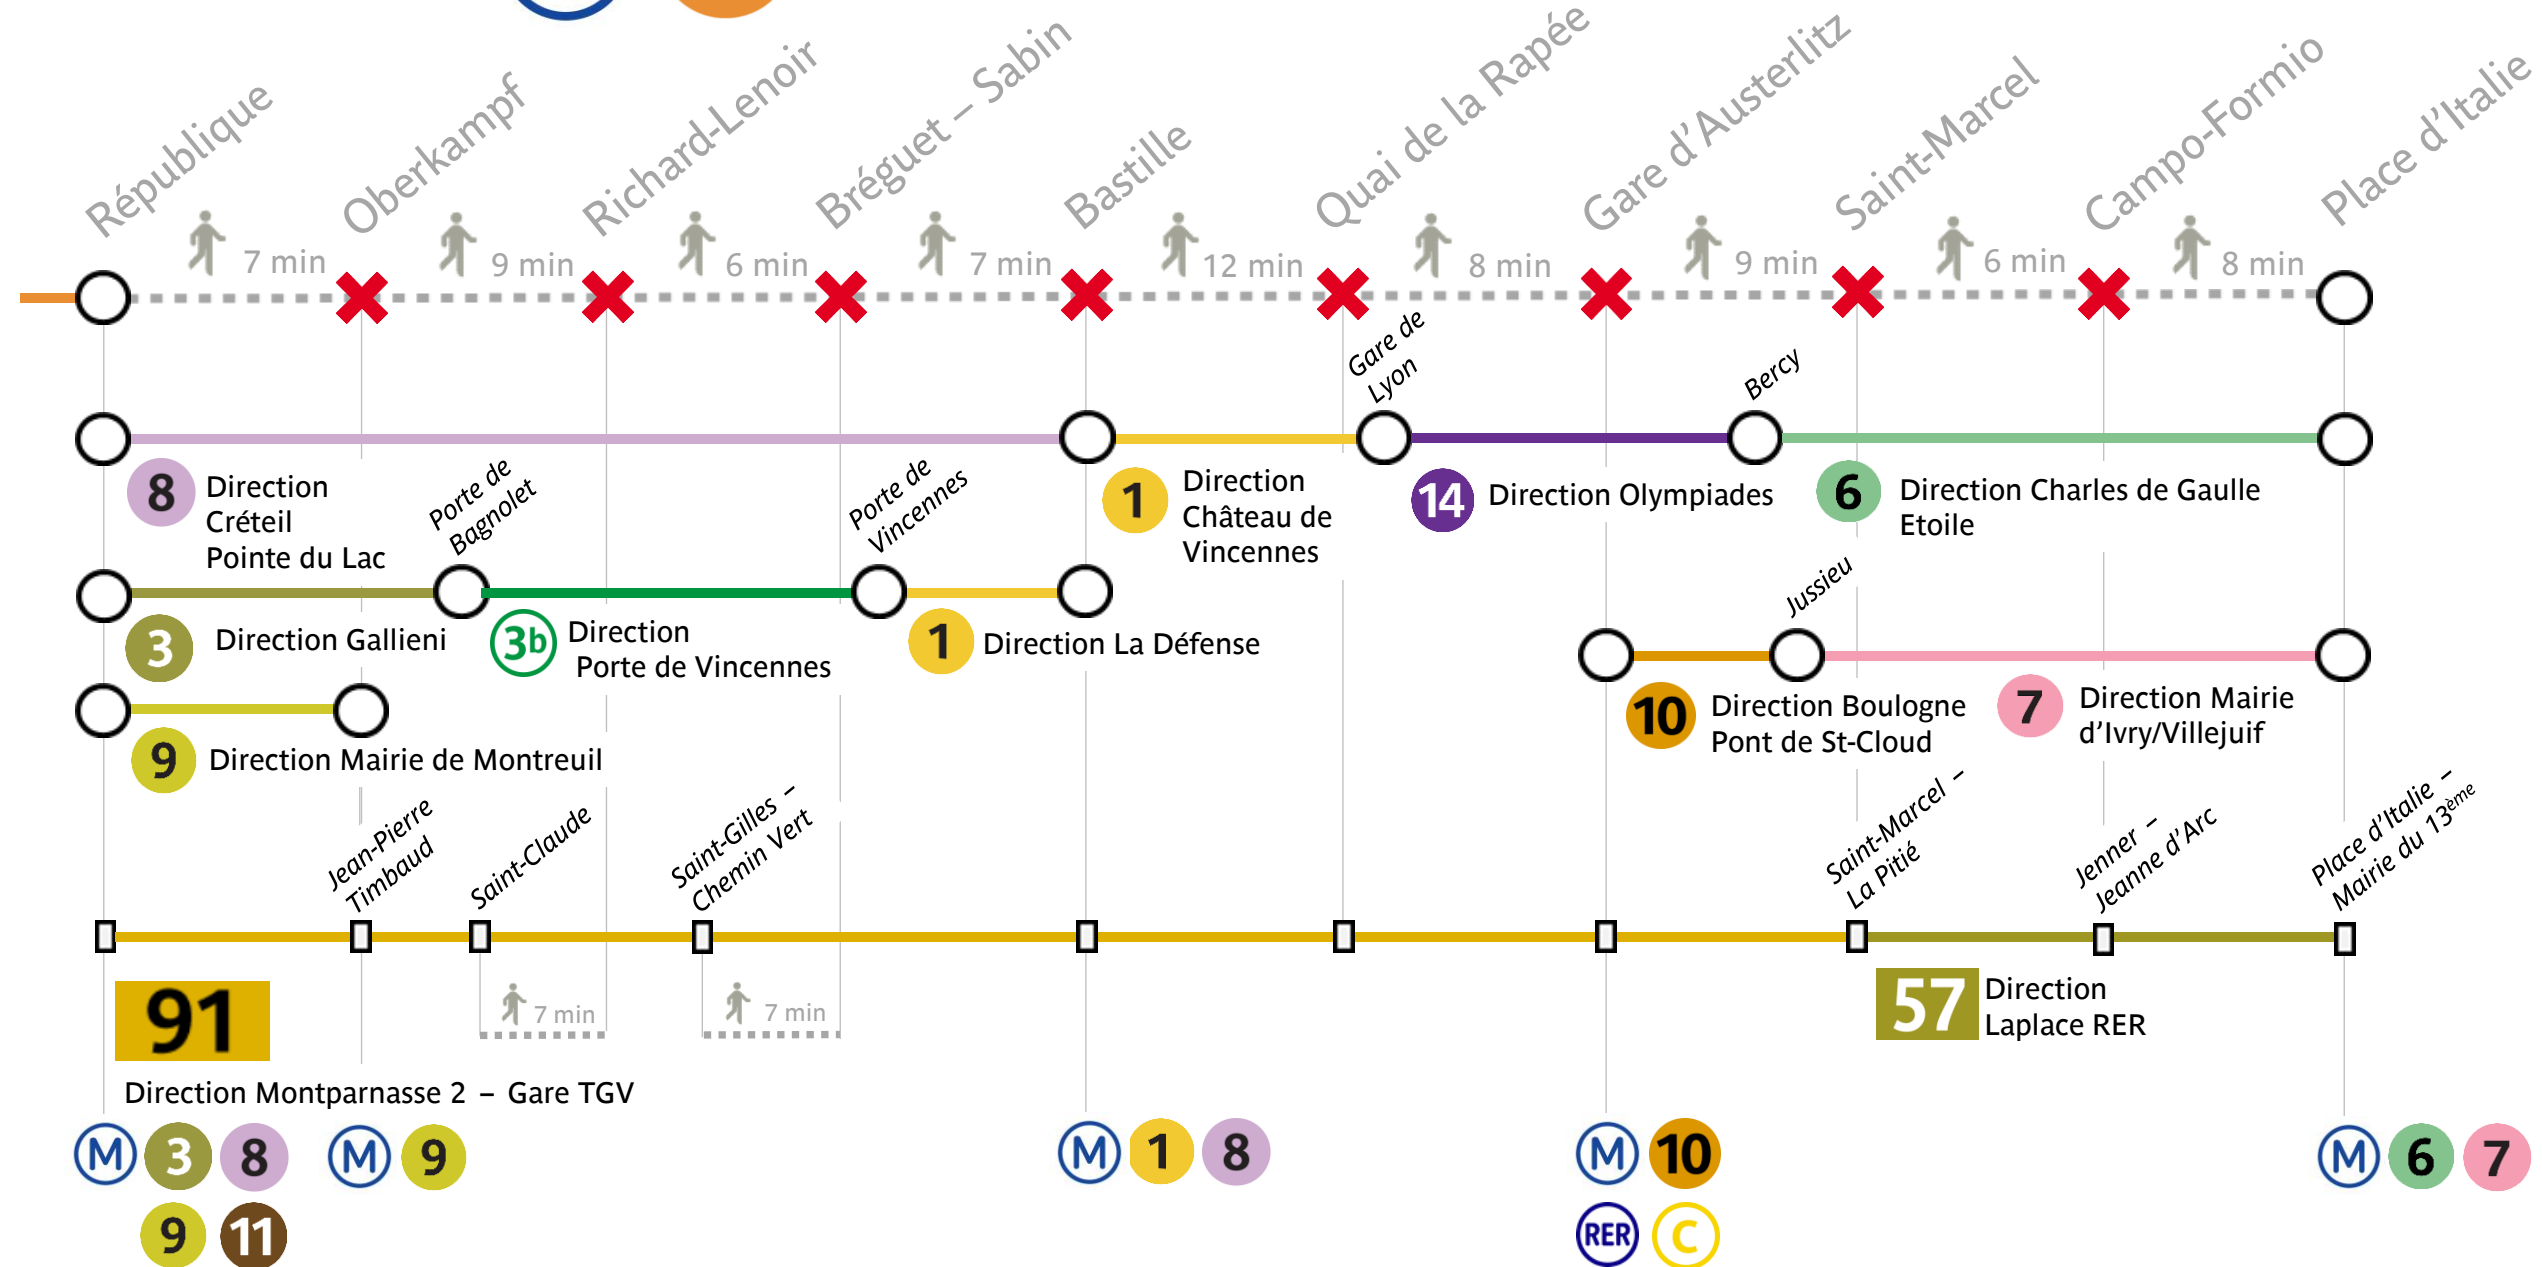 République
Oberkampf
Richard-Lenoir
Bréguet – Sabin
Bastille
Quai de la Rapée
Gare d'Austerlitz
Saint-Marcel
Campo-Formio
Place d'Italie
7 min
9 min
6 min
7 min
12 min
8 min
9 min
6 min
8 min
Gare de
Lyon
Bercy
8
Direction
Créteil
Pointe du Lac
1
Direction
Château de
Vincennes
14
Direction Olympiades
6
Direction Charles de Gaulle
Etoile
Porte de
Bagnolet
Porte de
Vincennes
3
Direction Gallieni
3b
Direction
Porte de Vincennes
1
Direction La Défense
Jussieu
10
Direction Boulogne
Pont de St-Cloud
7
Direction Mairie
d'Ivry/Villejuif
9
Direction Mairie de Montreuil
Jean-Pierre
Timbaud
Saint-Claude
Saint-Gilles –
Chemin Vert
Saint-Marcel –
La Pitié
Jenner –
Jeanne d'Arc
Place d'Italie –
Mairie du 13ème
91
7 min
7 min
57
Direction
Laplace RER
Direction Montparnasse 2 – Gare TGV
M 3 8
M 9
M 1 8
M 10
M 6 7
9 11
RER C